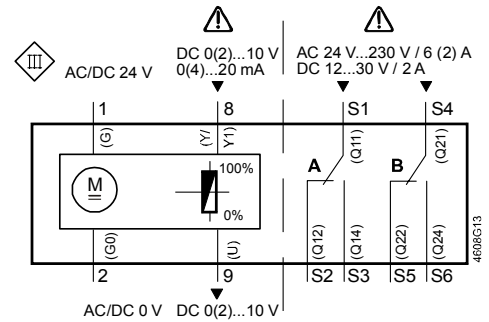 III
AC/DC 24 V
DC 0(2)...10 V
0(4)...20 mA
AC 24 V...230 V / 6 (2) A
DC 12...30 V / 2 A
1
8
S1
S4
(G)
(Y/
Y1)
(Q11)
(Q21)
M
100%
0%
A
B
(G0)
(U)
(Q12)
(Q14)
(Q22)
(Q24)
2
9
S2
S3
S5
S6
AC/DC 0 V
DC 0(2)...10 V
4608G13